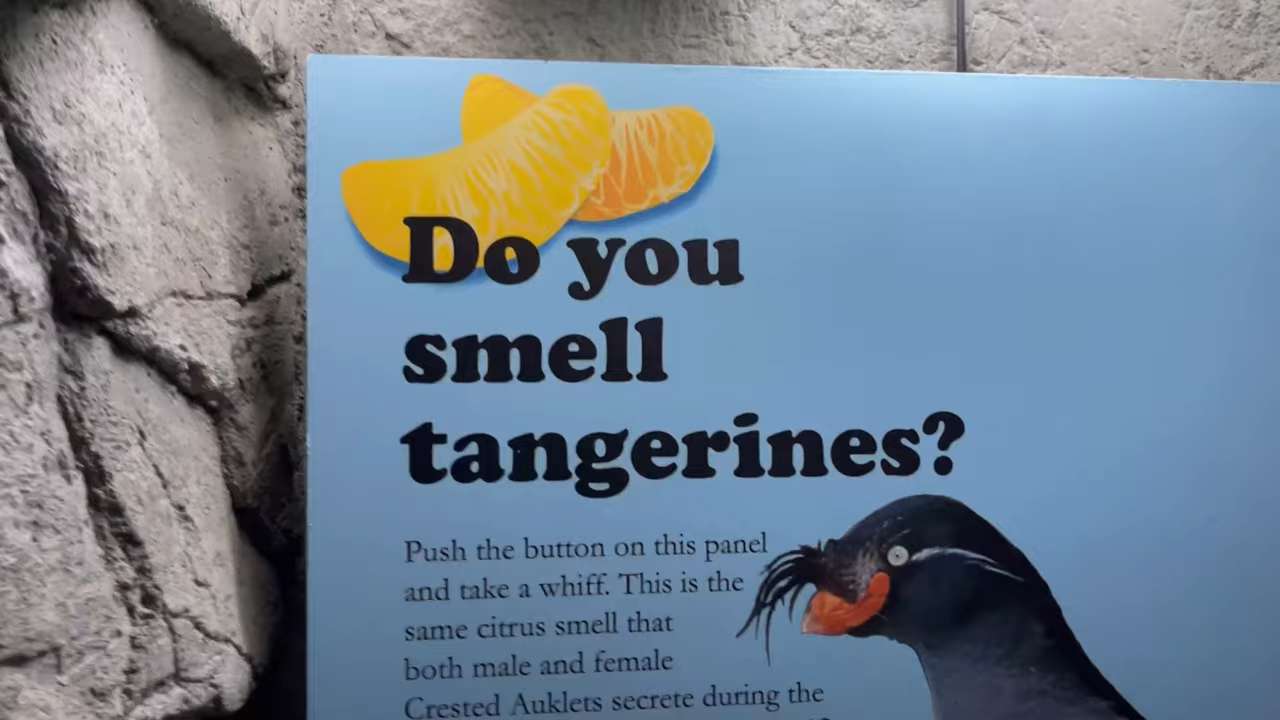 Do you
smell
tangerines?
Push the button on this panel
and take a whiff. This is the
same citrus smell that
both male and female
Crested Auklets secrete during the